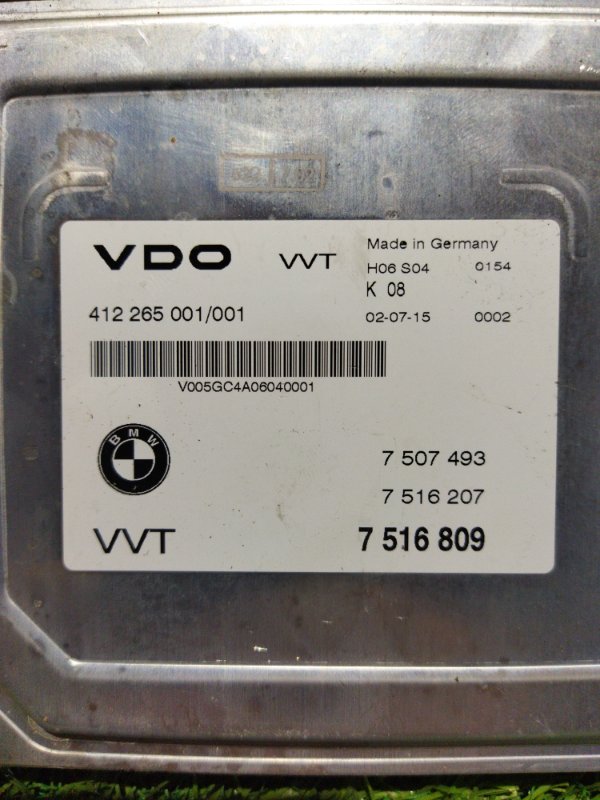 VDO VVT Made in Germany
H06 S04 0154
K 08
412 265 001/001
02-07-15 0002
V005GC4A06040001
BMW
7 507 493
7 516 207
VVT 7 516 809